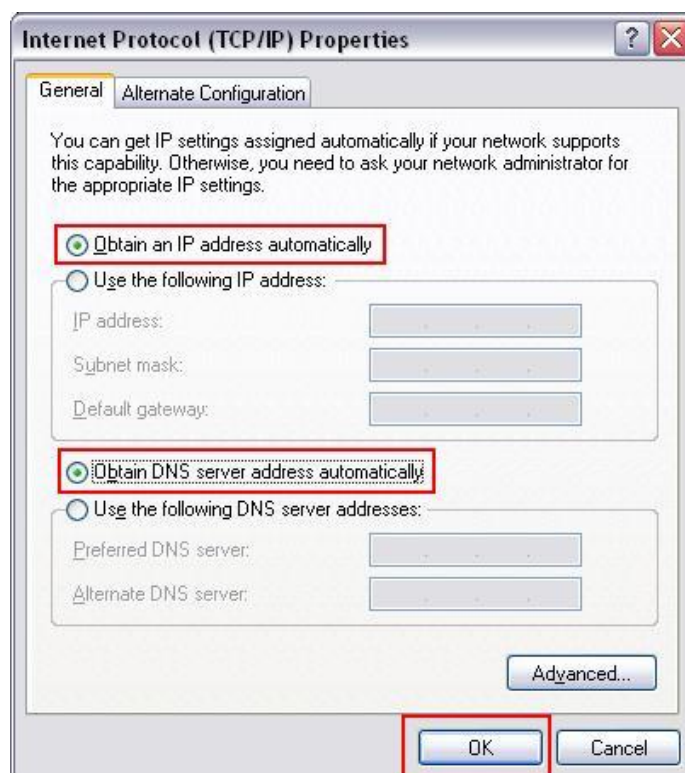 Internet Protocol (TCP/IP) Properties
General
Alternate Configuration
You can get IP settings assigned automatically if your network supports
this capability. Otherwise, you need to ask your network administrator for
the appropriate IP settings.
Obtain an IP address automatically
Use the following IP address:
IP address:
Subnet mask:
Default gateway:
Obtain DNS server address automatically
Use the following DNS server addresses:
Preferred DNS server:
Alternate DNS server:
Advanced...
OK
Cancel